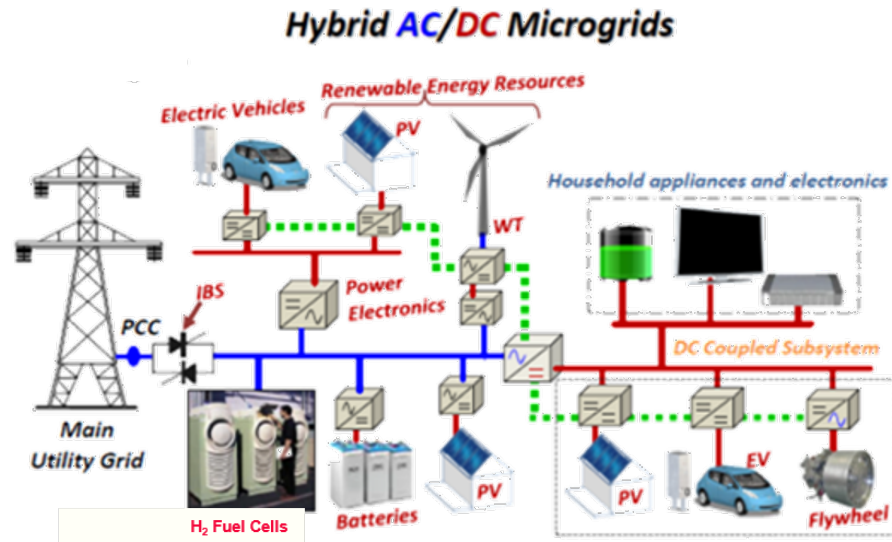 Hybrid AC/DC Microgrids
Renewable Energy Resources
Electric Vehicles
PV
Household appliances and electronics
WT
IBS
Power
Electronics
PCC
DC Coupled Subsystem
Main
Utility Grid
PV
EV
PV
Batteries
Flywheel
H₂ Fuel Cells